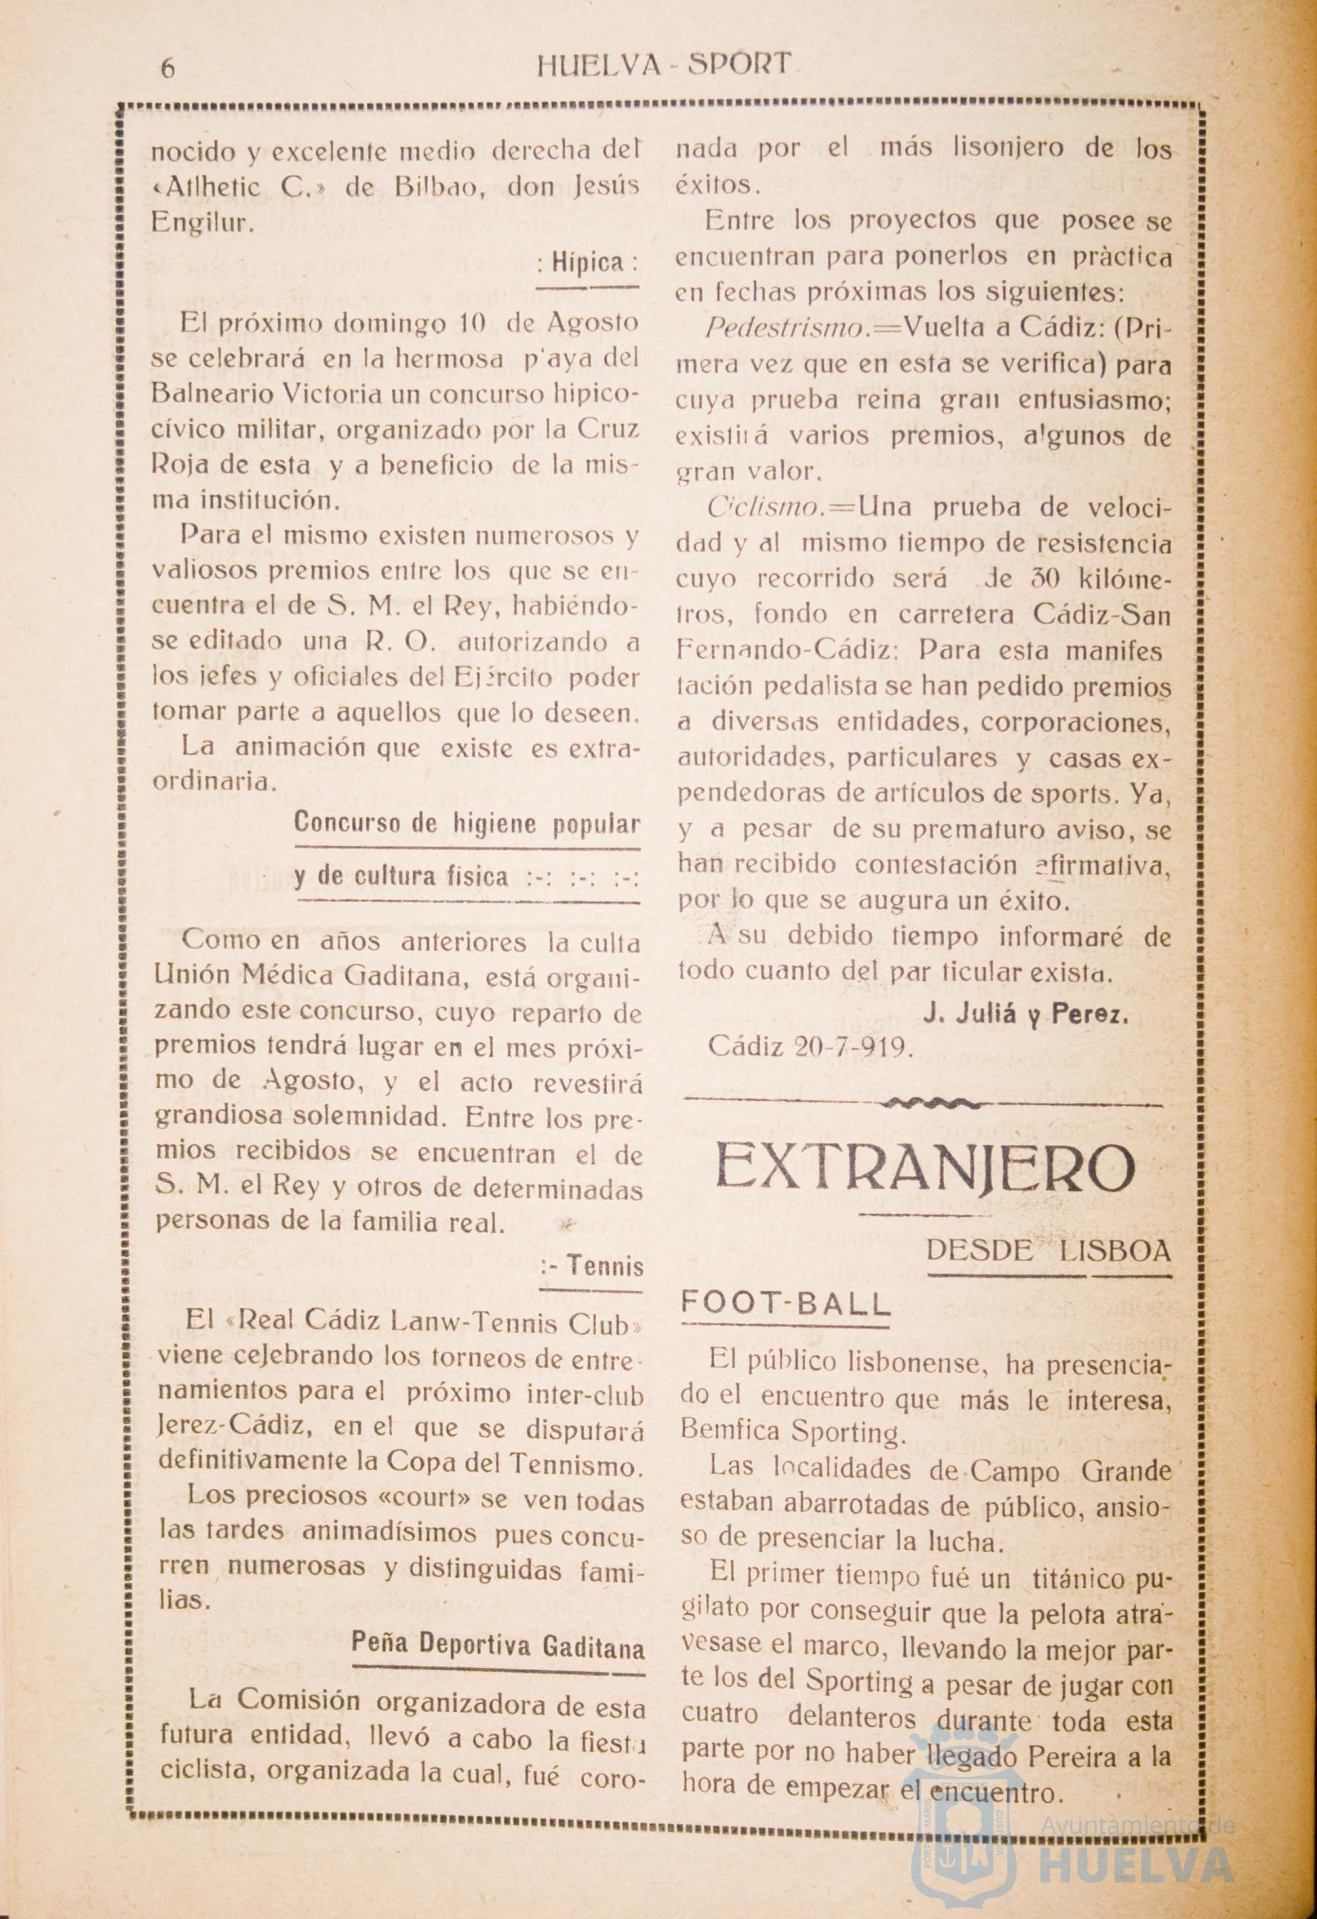 6
HUELVA - SPORT
nocido y excelente medio derecha del
«Atlhetic C.» de Bilbao, don Jesús
Engilur.
: Hípica :
El próximo domingo 10 de Agosto
se celebrará en la hermosa p'aya del
Balneario Victoria un concurso hipico-
cívico militar, organizado por la Cruz
Roja de esta y a beneficio de la mis-
ma institución.
Para el mismo existen numerosos y
valiosos premios entre los que se en-
cuentra el de S. M. el Rey, habiéndo-
se editado una R. O. autorizando a
los jefes y oficiales del Ejército poder
tomar parte a aquellos que lo deseen.
La animación que existe es extra-
ordinaria.
Concurso de higiene popular
y de cultura fisica :-: :-: :-:
Como en años anteriores la culta
Unión Médica Gaditana, está organi-
zando este concurso, cuyo reparto de
premios tendrá lugar en el mes próxi-
mo de Agosto, y el acto revestirá
grandiosa solemnidad. Entre los pre-
mios recibidos se encuentran el de
S. M. el Rey y otros de determinadas
personas de la familia real.
:- Tennis
El «Real Cádiz Lanw-Tennis Club»
viene celebrando los torneos de entre-
namientos para el próximo inter-club
Jerez-Cádiz, en el que se disputará
definitivamente la Copa del Tennismo.
Los preciosos «court» se ven todas
las tardes animadísimos pues concu-
rren numerosas y distinguidas fami-
lias.
Peña Deportiva Gaditana
La Comisión organizadora de esta
futura entidad, llevó a cabo la fiesta
ciclista, organizada la cual, fué coro-
nada por el más lisonjero de los
éxitos.
Entre los proyectos que posee se
encuentran para ponerlos en pràctica
en fechas próximas los siguientes:
Pedestrismo.=Vuelta a Cádiz: (Pri-
mera vez que en esta se verifica) para
cuya prueba reina gran entusiasmo;
existirá varios premios, a'gunos de
gran valor.
Ciclismo.=Una prueba de veloci-
dad y al mismo tiempo de resistencia
cuyo recorrido será de 30 kilóme-
tros, fondo en carretera Cádiz-San
Fernando-Cádiz: Para esta manifes
tación pedalista se han pedido premios
a diversas entidades, corporaciones,
autoridades, particulares y casas ex-
pendedoras de artículos de sports. Ya,
y a pesar de su prematuro aviso, se
han recibido contestación afirmativa,
por lo que se augura un éxito.
A su debido tiempo informaré de
todo cuanto del par ticular exista.
J. Juliá y Perez.
Cádiz 20-7-919.
EXTRANJERO
DESDE LISBOA
FOOT-BALL
El público lisbonense, ha presencia-
do el encuentro que más le interesa,
Bemfica Sporting.
Las localidades de Campo Grande
estaban abarrotadas de público, ansio-
so de presenciar la lucha.
El primer tiempo fué un titánico pu-
gilato por conseguir que la pelota atra-
vesase el marco, llevando la mejor par-
te los del Sporting a pesar de jugar con
cuatro delanteros durante toda esta
parte por no haber llegado Pereira a la
hora de empezar el encuentro.
Ayuntamiento de
HUELVA